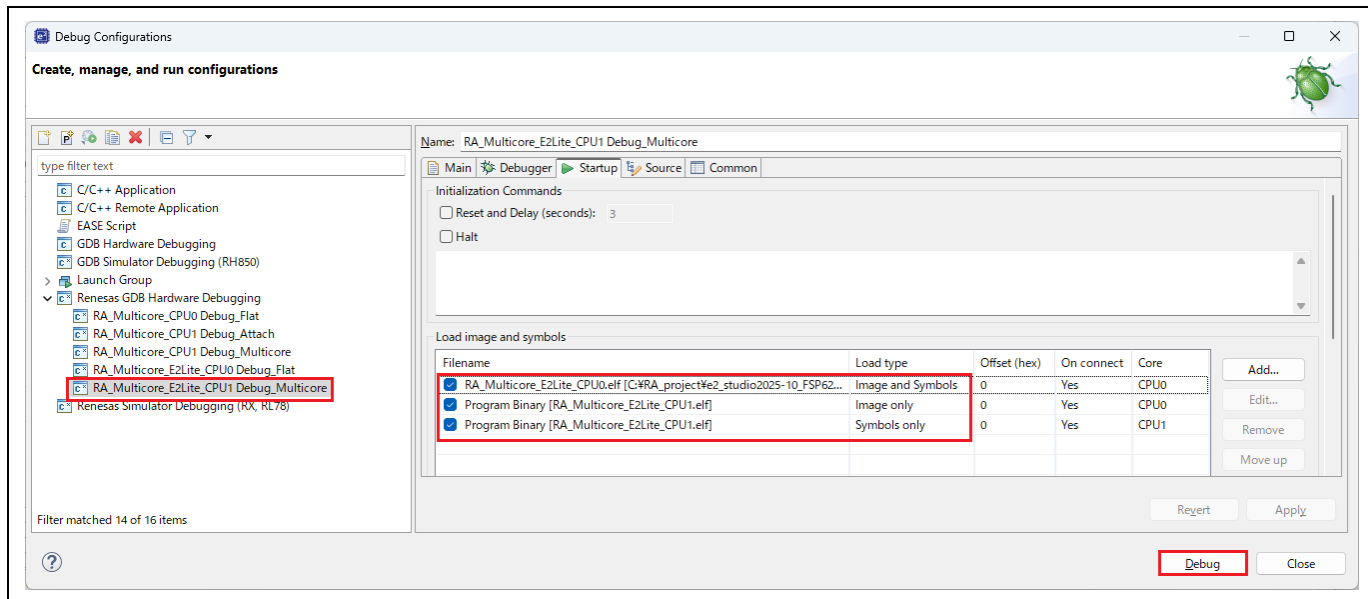 Debug Configurations
Create, manage, and run configurations
type filter text
C/C++ Application
C/C++ Remote Application
EASE Script
GDB Hardware Debugging
GDB Simulator Debugging (RH850)
Launch Group
Renesas GDB Hardware Debugging
RA_Multicore_CPU0 Debug_Flat
RA_Multicore_CPU1 Debug_Attach
RA_Multicore_CPU1 Debug_Multicore
RA_Multicore_E2Lite_CPU0 Debug_Flat
RA_Multicore_E2Lite_CPU1 Debug_Multicore
Renesas Simulator Debugging (RX, RL78)
Filter matched 14 of 16 items
Name: RA_Multicore_E2Lite_CPU1 Debug_Multicore
Main Debugger Startup Source Common
Initialization Commands
Reset and Delay (seconds): 3
Halt
Load image and symbols
Filename Load type Offset (hex) On connect Core
RA_Multicore_E2Lite_CPU0.elf [C:¥RA_project¥e2_studio2025-10_FSP62... Image and Symbols 0 Yes CPU0
Program Binary [RA_Multicore_E2Lite_CPU1.elf] Image only 0 Yes CPU0
Program Binary [RA_Multicore_E2Lite_CPU1.elf] Symbols only 0 Yes CPU1
Add...
Edit...
Remove
Move up
Revert Apply
Debug Close